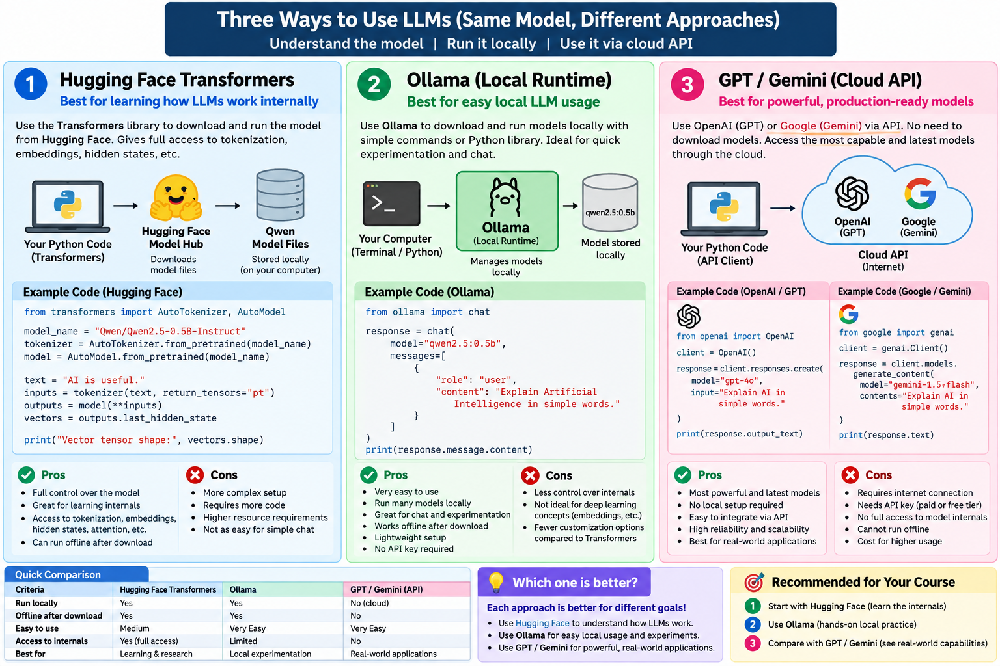 Three Ways to Use LLMs (Same Model, Different Approaches)
Understand the model | Run it locally | Use it via cloud API
1
Hugging Face Transformers
Best for learning how LLMs work internally
Use the Transformers library to download and run the model
from Hugging Face. Gives full access to tokenization,
embeddings, hidden states, etc.
Your Python Code
(Transformers)
Hugging Face
Model Hub
Downloads
model files
Qwen
Model Files
Stored locally
(on your computer)
Example Code (Hugging Face)
from transformers import AutoTokenizer, AutoModel
model_name = "Qwen/Qwen2.5-0.5B-Instruct"
tokenizer = AutoTokenizer.from_pretrained(model_name)
model = AutoModel.from_pretrained(model_name)
text = "AI is useful."
inputs = tokenizer(text, return_tensors="pt")
outputs = model(**inputs)
vectors = outputs.last_hidden_state
print("Vector tensor shape:", vectors.shape)
Pros
Full control over the model
Great for learning internals
Access to tokenization, embeddings,
hidden states, attention, etc.
Can run offline after download
Cons
More complex setup
Requires more code
Higher resource requirements
Not as easy for simple chat
2
Ollama (Local Runtime)
Best for easy local LLM usage
Use Ollama to download and run models locally with
simple commands or Python library. Ideal for quick
experimentation and chat.
>_
Your Computer
(Terminal / Python)
Ollama
(Local Runtime)
Manages models
locally
qwen2.5:0.5b
Model stored
locally
Example Code (Ollama)
from ollama import chat
response = chat(
model="qwen2.5:0.5b",
messages=[
{
"role": "user",
"content": "Explain Artificial
Intelligence in simple words."
}
]
)
print(response.message.content)
Pros
Very easy to use
Run many models locally
Great for chat and experimentation
Works offline after download
Lightweight setup
No API key required
Cons
Less control over internals
Not ideal for deep learning
concepts (embeddings, etc.)
Fewer customization options
compared to Transformers
3
GPT / Gemini (Cloud API)
Best for powerful, production-ready models
Use OpenAI (GPT) or Google (Gemini) via API. No need to
download models. Access the most capable and latest models
through the cloud.
Your Python Code
(API Client)
OpenAI
(GPT)
Google
(Gemini)
Cloud API
(Internet)
Example Code (OpenAI / GPT)
from openai import OpenAI
client = OpenAI()
response = client.responses.create(
model="gpt-4o",
input="Explain AI in
simple words."
)
print(response.output_text)
Example Code (Google / Gemini)
from google import genai
client = genai.Client()
response = client.models.
generate_content(
model="gemini-1.5-flash",
contents="Explain AI in
simple words."
)
print(response.text)
Pros
Most powerful and latest models
No local setup required
Easy to integrate via API
High reliability and scalability
Best for real-world applications
Cons
Requires internet connection
Needs API key (paid or free tier)
No full access to model internals
Cannot run offline
Cost for higher usage
Quick Comparison
Criteria Hugging Face Transformers Ollama GPT / Gemini (API)
Run locally Yes Yes No (cloud)
Offline after download Yes Yes No
Easy to use Medium Very Easy Very Easy
Access to internals Yes (full access) Limited No
Best for Learning & research Local experimentation Real-world applications
Which one is better?
Each approach is better for different goals!
Use Hugging Face to understand how LLMs work.
Use Ollama for easy local usage and experiments.
Use GPT / Gemini for powerful, real-world applications.
Recommended for Your Course
1 Start with Hugging Face (learn the internals)
2 Use Ollama (hands-on local practice)
3 Compare with GPT / Gemini (see real-world capabilities)